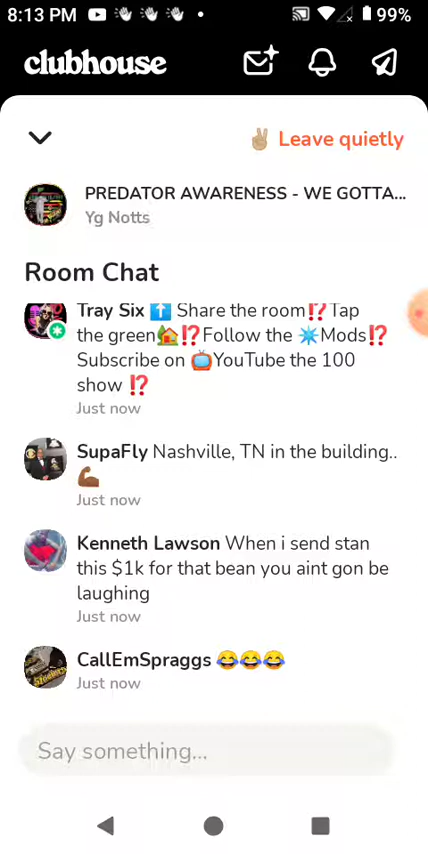 8:13 PM 99%
clubhouse
✌🏽 Leave quietly
PREDATOR AWARENESS - WE GOTTA...
Yg Notts
Room Chat
Tray Six ⬆️ Share the room⁉️Tap
the green🏡⁉️Follow the ✴Mods⁉️
Subscribe on 📺YouTube the 100
show ⁉️
Just now
SupaFly Nashville, TN in the building..
💪🏾
Just now
Kenneth Lawson When i send stan
this $1k for that bean you aint gon be
laughing
Just now
CallEmSpraggs 😂😂😂
Just now
Say something...